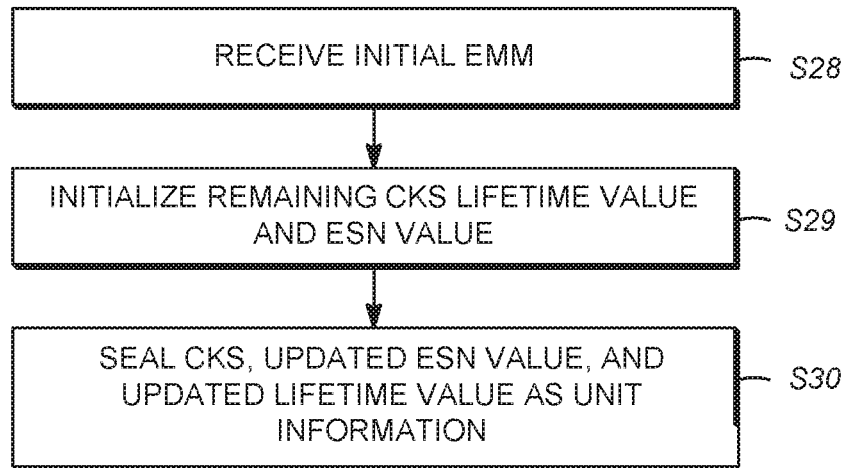 RECEIVE INITIAL EMM
S28
INITIALIZE REMAINING CKS LIFETIME VALUE
AND ESN VALUE
S29
SEAL CKS, UPDATED ESN VALUE, AND
UPDATED LIFETIME VALUE AS UNIT
INFORMATION
S30